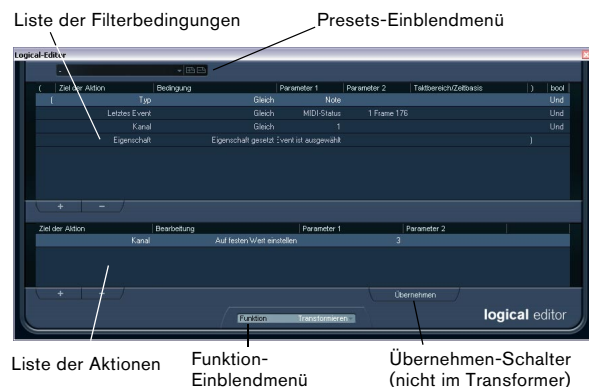 Liste der Filterbedingungen
Presets-Einblendmenü
Logical-Editor
-
( Ziel der Aktion Bedingung Parameter 1 Parameter 2 Taktbereich/Zeitbasis ) bool
( Typ Gleich Note Und
Letztes Event Gleich MIDI-Status 1 Frame 176 Und
Kanal Gleich 1 Und
Eigenschaft Eigenschaft gesetzt Event ist ausgewählt )
+ −
Ziel der Aktion Bearbeitung Parameter 1 Parameter 2
Kanal Auf festen Wert einstellen 3
+ −
Übernehmen
Funktion Transformieren
logical editor
Liste der Aktionen
Funktion-
Einblendmenü
Übernehmen-Schalter
(nicht im Transformer)